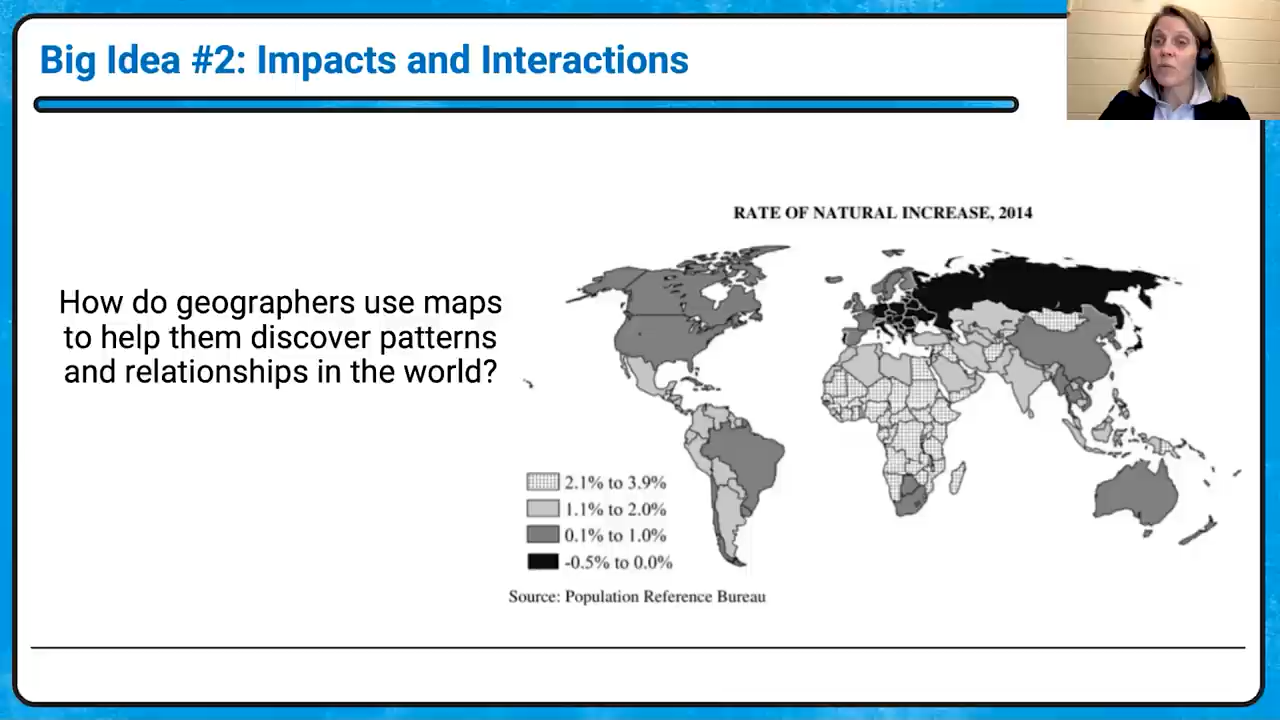 Big Idea #2: Impacts and Interactions
How do geographers use maps
to help them discover patterns
and relationships in the world?
RATE OF NATURAL INCREASE, 2014
2.1% to 3.9%
1.1% to 2.0%
0.1% to 1.0%
-0.5% to 0.0%
Source: Population Reference Bureau